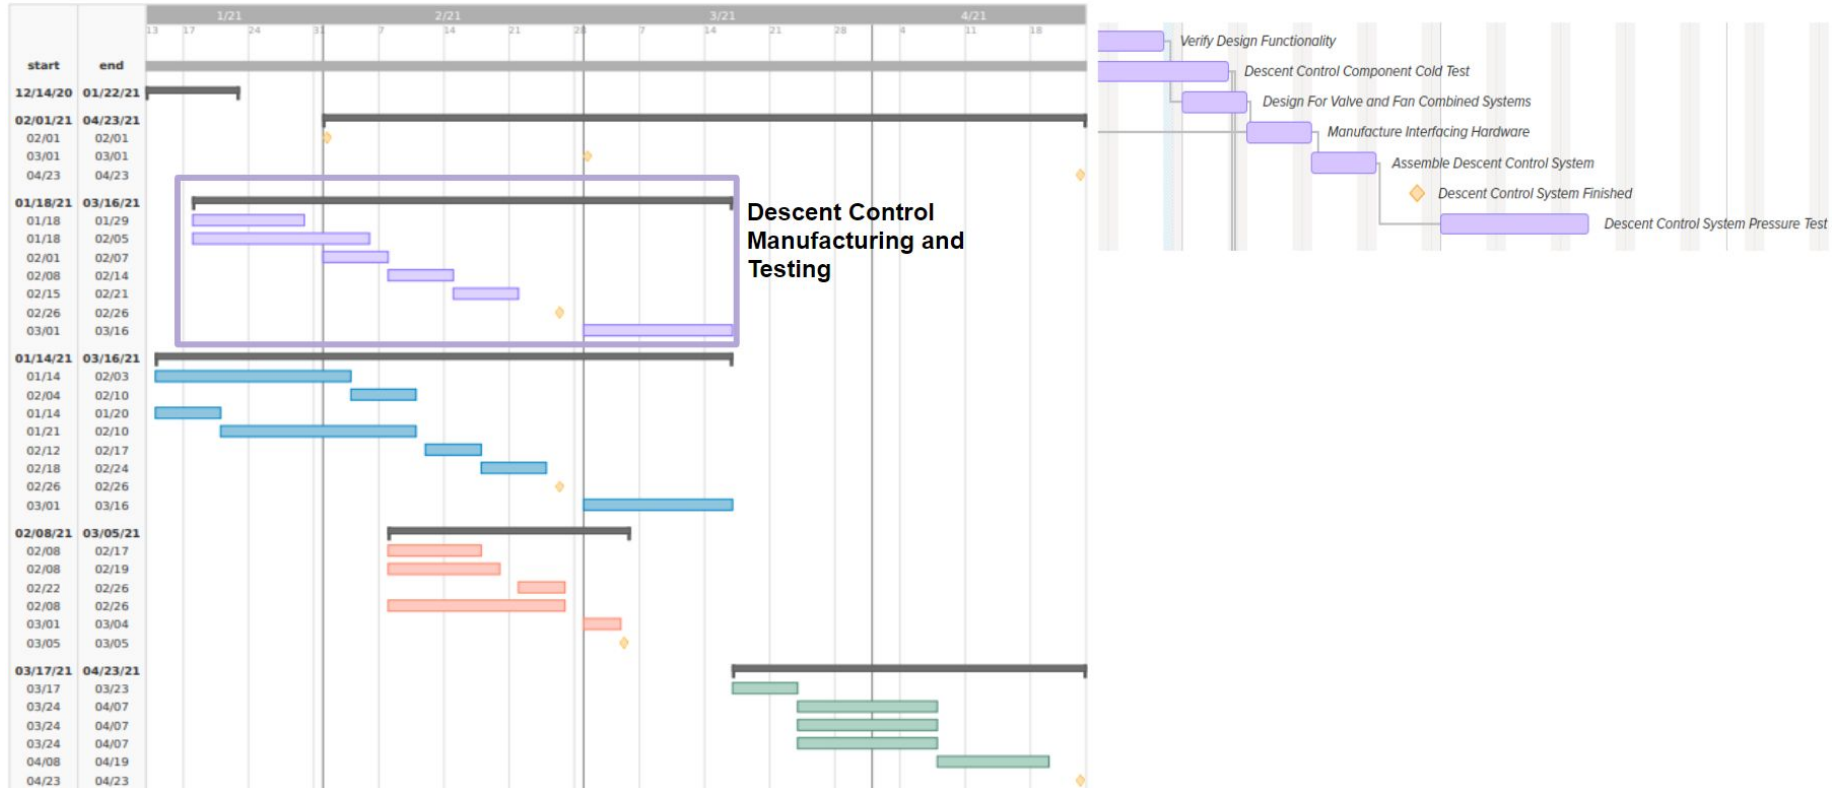 1/21 2/21 3/21 4/21
13 17 24 31 7 14 21 28 7 14 21 28 4 11 18
start end
12/14/20 01/22/21
02/01/21 04/23/21
02/01 02/01
03/01 03/01
04/23 04/23
01/18/21 03/16/21
01/18 01/29
01/18 02/05
02/01 02/07
02/08 02/14
02/15 02/21
02/26 02/26
03/01 03/16
Descent Control
Manufacturing and
Testing
01/14/21 03/16/21
01/14 02/03
02/04 02/10
01/14 01/20
01/21 02/10
02/12 02/17
02/18 02/24
02/26 02/26
03/01 03/16
02/08/21 03/05/21
02/08 02/17
02/08 02/19
02/22 02/26
02/08 02/26
03/01 03/04
03/05 03/05
03/17/21 04/23/21
03/17 03/23
03/24 04/07
03/24 04/07
03/24 04/07
04/08 04/19
04/23 04/23
Verify Design Functionality
Descent Control Component Cold Test
Design For Valve and Fan Combined Systems
Manufacture Interfacing Hardware
Assemble Descent Control System
Descent Control System Finished
Descent Control System Pressure Test